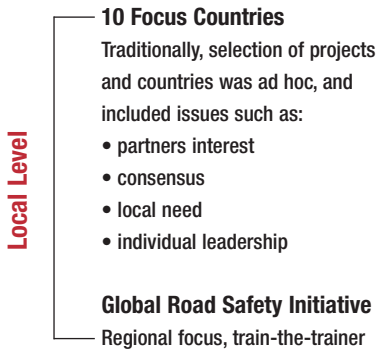 10 Focus Countries
Traditionally, selection of projects
and countries was ad hoc, and
included issues such as:
• partners interest
• consensus
• local need
• individual leadership
Local Level
Global Road Safety Initiative
Regional focus, train-the-trainer